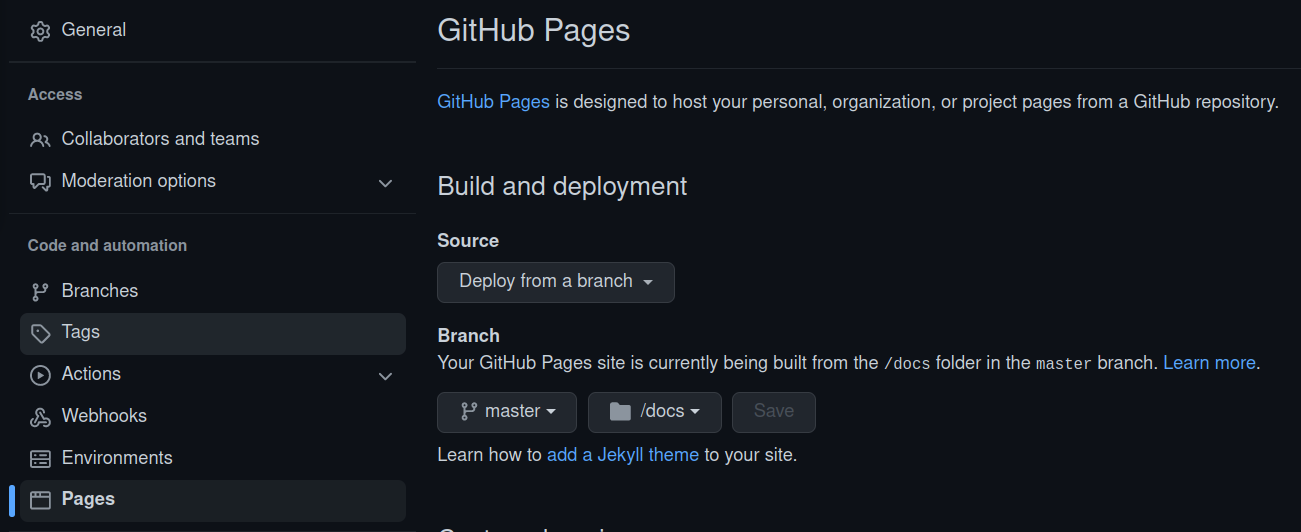 General
Access
Collaborators and teams
Moderation options
Code and automation
Branches
Tags
Actions
Webhooks
Environments
Pages
GitHub Pages
GitHub Pages is designed to host your personal, organization, or project pages from a GitHub repository.
Build and deployment
Source
Deploy from a branch
Branch
Your GitHub Pages site is currently being built from the /docs folder in the master branch. Learn more.
master /docs Save
Learn how to add a Jekyll theme to your site.